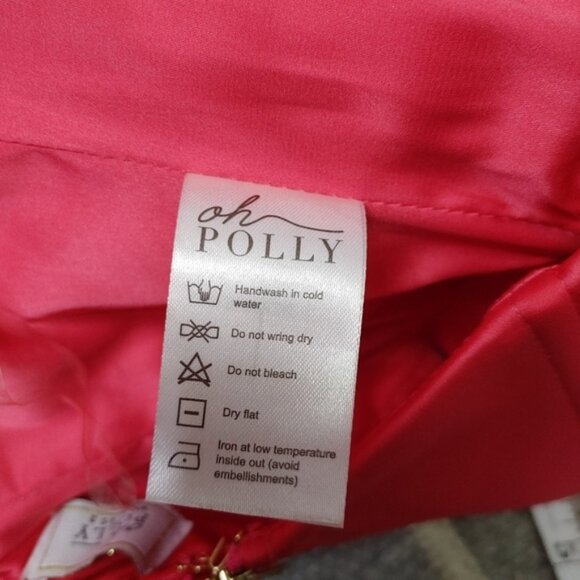 oh
POLLY
Handwash in cold
water
Do not wring dry
Do not bleach
Dry flat
Iron at low temperature
inside out (avoid
embellishments)